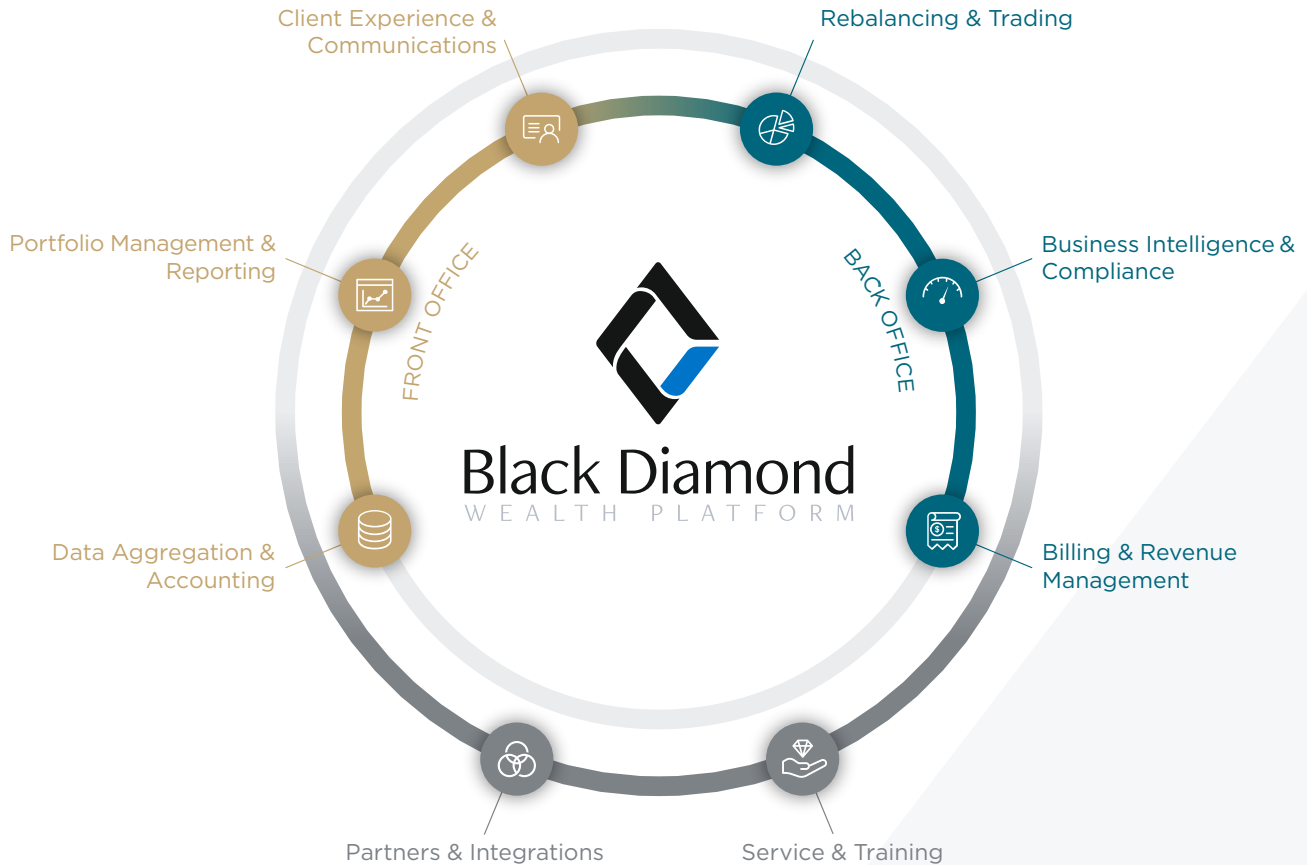 Client Experience &
Communications
Rebalancing & Trading
Portfolio Management &
Reporting
FRONT OFFICE
BACK OFFICE
Business Intelligence &
Compliance
Black Diamond
WEALTH PLATFORM
Data Aggregation &
Accounting
$
Billing & Revenue
Management
Partners & Integrations
Service & Training